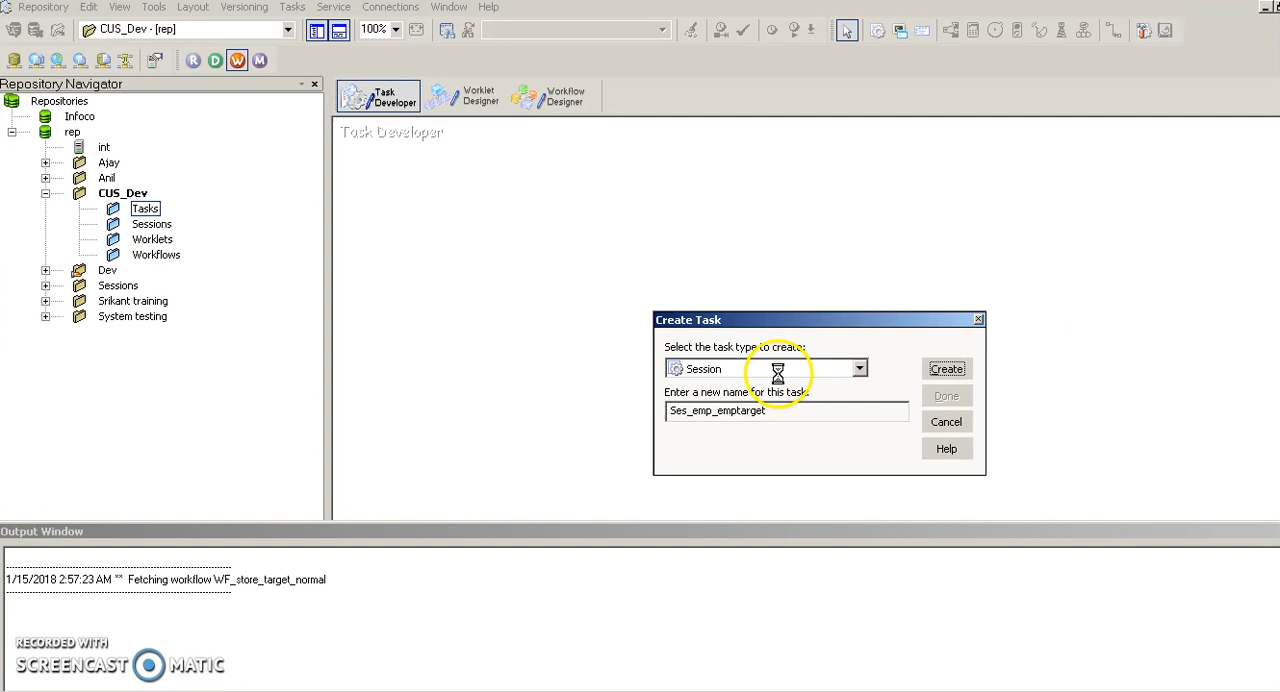 Repository Edit View Tools Layout Versioning Tasks Service Connections Window Help
CUS_Dev - [rep] 100%
R D W M
Repository Navigator
Task Developer
Worklet Designer
Workflow Designer
Repositories
Infoco
rep
int
Ajay
Anil
CUS_Dev
Tasks
Sessions
Worklets
Workflows
Dev
Sessions
Srikant training
System testing
Task Developer
Create Task
Select the task type to create:
Session
Create
Enter a new name for this task:
Done
Ses_emp_emptarget
Cancel
Help
Output Window
1/15/2018 2:57:23 AM ** Fetching workflow WF_store_target_normal
RECORDED WITH
SCREENCAST MATIC